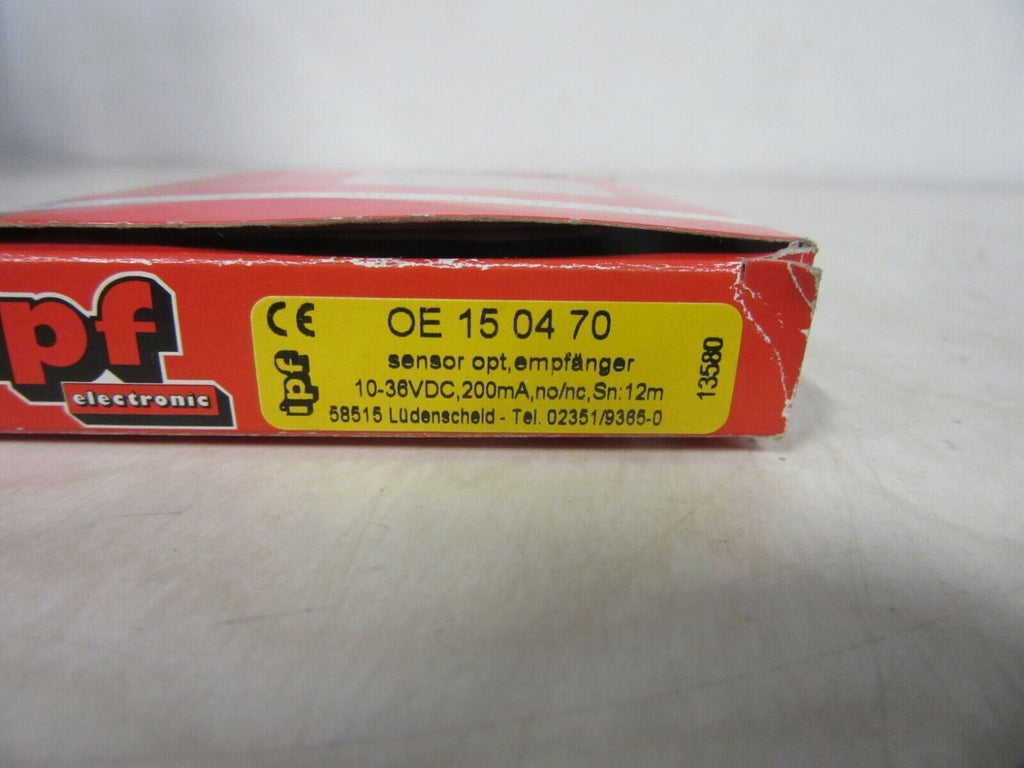 ipf
electronic
CE
ipf
OE 15 04 70
sensor opt,empfänger
10-36VDC,200mA,no/nc,Sn:12m
58515 Lüdenscheid - Tel. 02351/9365-0
13580